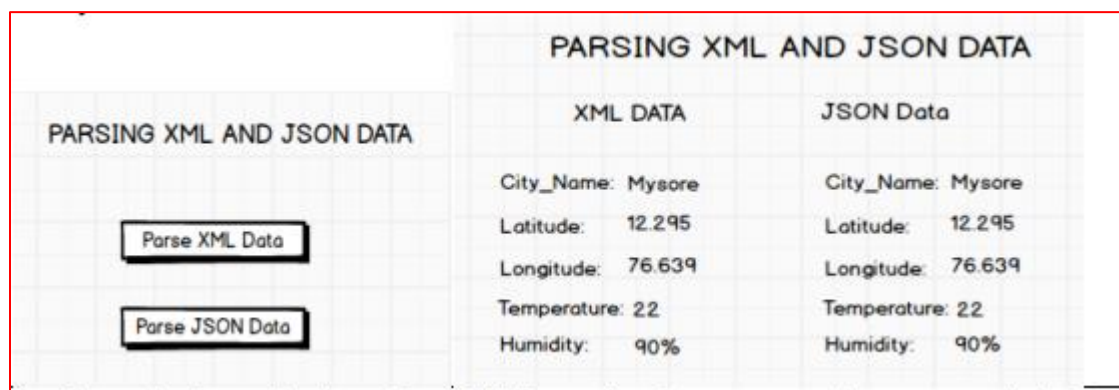 PARSING XML AND JSON DATA
Parse XML Data
Parse JSON Data
PARSING XML AND JSON DATA
XML DATA JSON Data
City_Name: Mysore City_Name: Mysore
Latitude: 12.295 Latitude: 12.295
Longitude: 76.639 Longitude: 76.639
Temperature: 22 Temperature: 22
Humidity: 90% Humidity: 90%